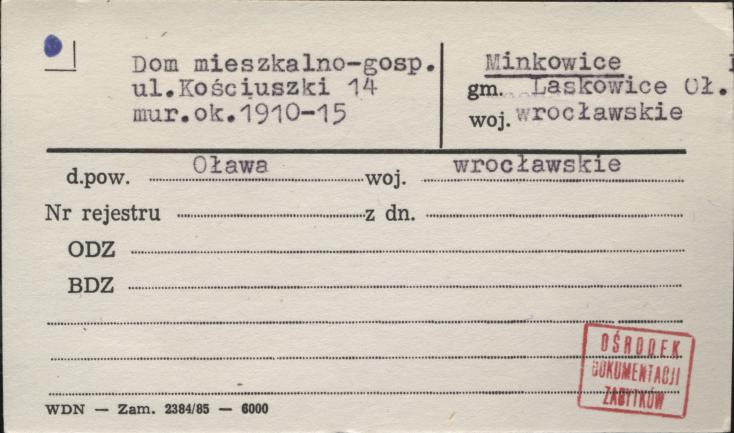 Dom mieszkalno-gosp.
ul.Kościuszki 14
mur.ok.1910-15
Minkowice
gm. Laskowice Oł.
woj. wrocławskie
d.pow. Oława woj. wrocławskie
Nr rejestru z dn.
ODZ
BDZ
OŚRODEK
DOKUMENTACJI
ZABYTKÓW
WDN — Zam. 2384/85 — 6000